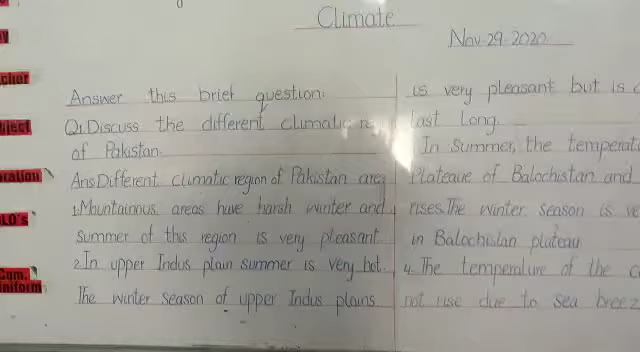 Climate
Nov-29-2020
Answer this brief question:
Q1.Discuss the different climatic re
of Pakistan.
Ans Different climatic region of Pakistan are;
1.Mountainous areas have harsh winter and
summer of this region is very pleasant.
2.In upper Indus plain summer is very hot.
The winter season of upper Indus plains
is very pleasant but is
last Long.
In Summer, the temperat
Plateaue of Balochistan and
rises.The winter season is ve
in Balochistan plateau
4. The temperature of the c
not rise due to sea breez